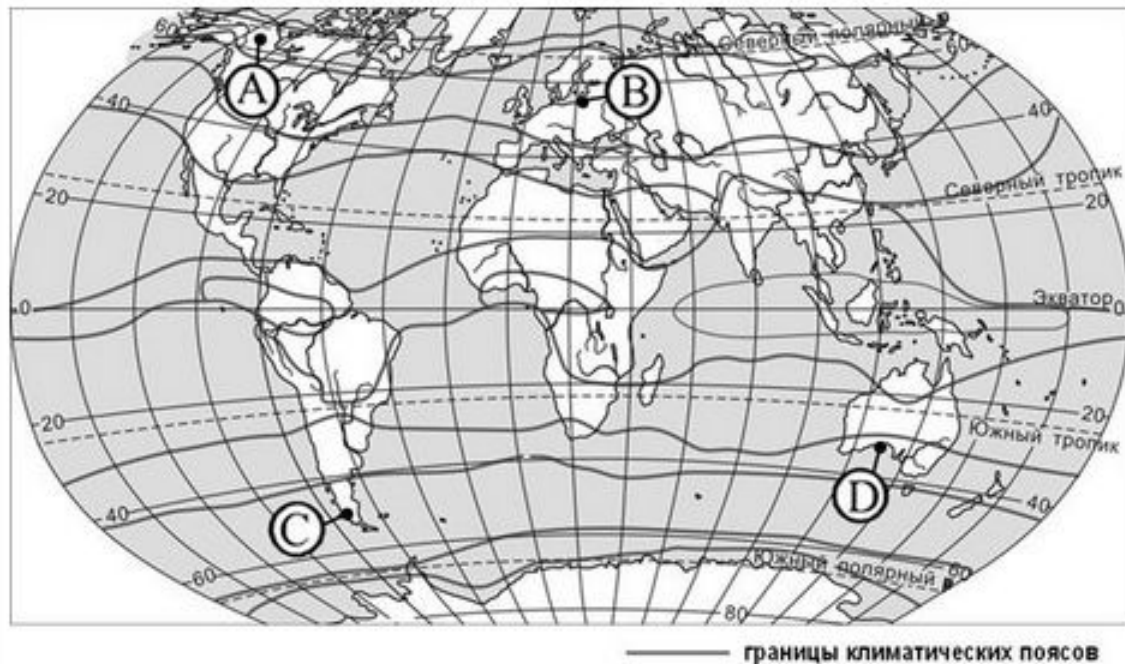 60
Северный полярный
60
A
B
40
40
Северный тропик
20
20
0
Экватор
0
20
20
Южный тропик
D
C
40
40
60
Южный полярный
60
80
границы климатических поясов